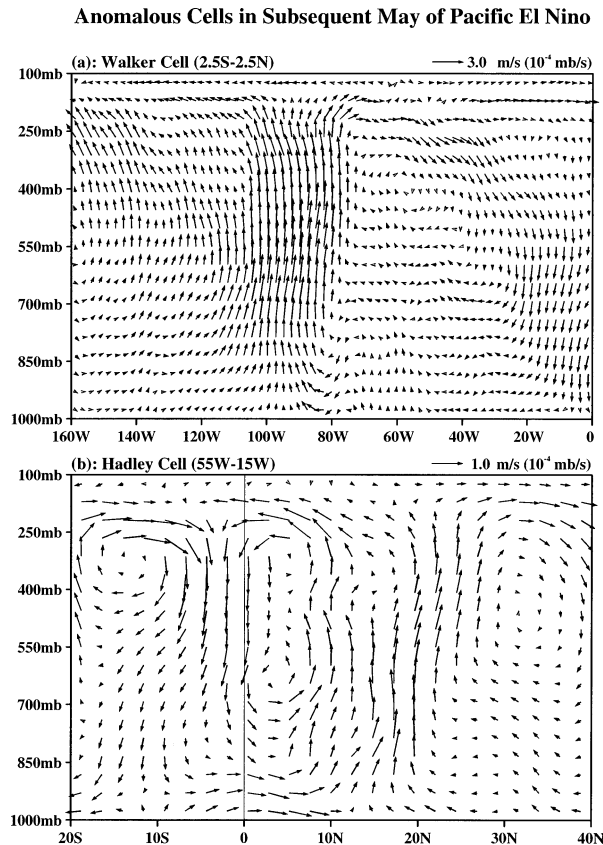 Anomalous Cells in Subsequent May of Pacific El Nino
(a): Walker Cell (2.5S-2.5N) 3.0 m/s (10⁻⁴ mb/s)
100mb
250mb
400mb
550mb
700mb
850mb
1000mb
160W 140W 120W 100W 80W 60W 40W 20W 0
(b): Hadley Cell (55W-15W) 1.0 m/s (10⁻⁴ mb/s)
100mb
250mb
400mb
550mb
700mb
850mb
1000mb
20S 10S 0 10N 20N 30N 40N